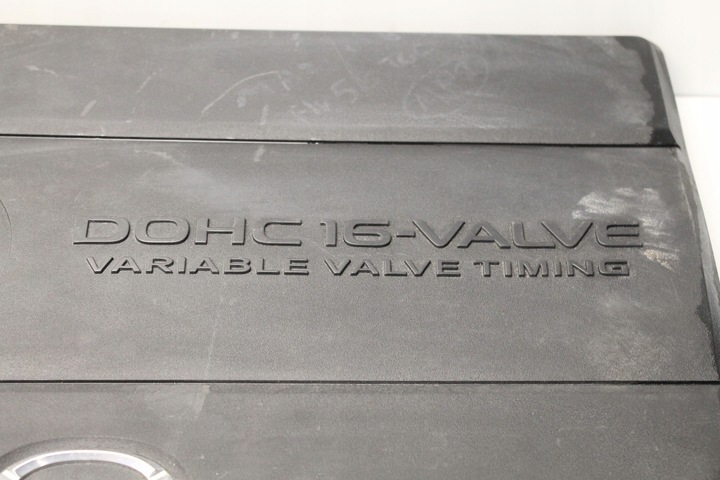 DOHC 16-VALVE
VARIABLE VALVE TIMING